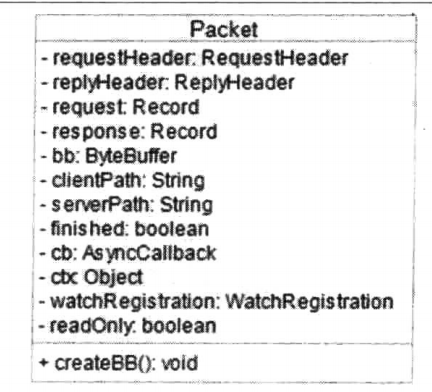 Packet
- requestHeader: RequestHeader
- replyHeader: ReplyHeader
- request: Record
- response: Record
- bb: ByteBuffer
- clientPath: String
- serverPath: String
- finished: boolean
- cb: AsyncCallback
- ctx: Object
- watchRegistration: WatchRegistration
- readOnly: boolean
+ createBB(): void